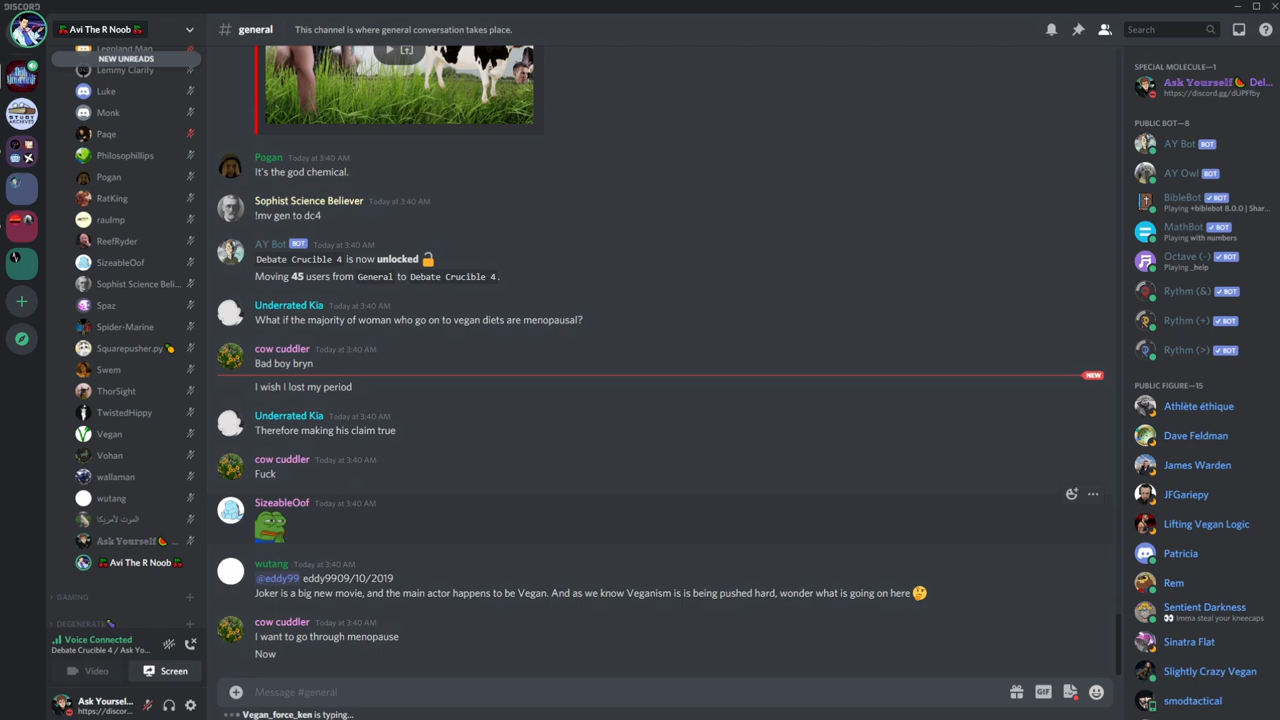 DISCORD
🍒 Avi The R Noob 🍒
Legoland Man
NEW UNREADS
Lemmy Clarify
Luke
Monk
Paqe
Philosophillips
Pogan
RatKing
raulmp
ReefRyder
SizeableOof
Sophist Science Beli...
Spaz
Spider-Marine
Squarepusher.py🍋
Swem
ThorSight
TwistedHippy
Vegan
Vohan
wallaman
wutang
الموت لأمريكا
Ask Yourself 🍉 ...
🍒 Avi The R Noob 🍒
GAMING
DEGENERATE🍆
Voice Connected
Debate Crucible 4 / Ask Yo...
Video
Screen
Ask Yoursel...
https://discor...
STUDY
ARCHIVES
# general
This channel is where general conversation takes place.
Search
Pogan Today at 3:40 AM
It's the god chemical.
Sophist Science Believer Today at 3:40 AM
!mv gen to dc4
AY Bot BOT Today at 3:40 AM
Debate Crucible 4 is now unlocked 🔓
Moving 45 users from General to Debate Crucible 4.
Underrated Kia Today at 3:40 AM
What if the majority of woman who go on to vegan diets are menopausal?
cow cuddler Today at 3:40 AM
Bad boy bryn
NEW
I wish I lost my period
Underrated Kia Today at 3:40 AM
Therefore making his claim true
cow cuddler Today at 3:40 AM
Fuck
SizeableOof Today at 3:40 AM
wutang Today at 3:40 AM
@eddy99 eddy9909/10/2019
Joker is a big new movie, and the main actor happens to be Vegan. And as we know Veganism is is being pushed hard, wonder what is going on here 🤔
cow cuddler Today at 3:40 AM
I want to go through menopause
Now
Message #general
GIF
Vegan_force_ken is typing...
SPECIAL MOLECULE—1
Ask Yourself 🍉 Del...
https://discord.gg/dUPFfby
PUBLIC BOT—8
AY Bot BOT
AY Owl BOT
BibleBot ✔ BOT
Playing +biblebot 8.0.0 | Shar...
MathBot ✔ BOT
Playing with numbers
Octave (-) ✔ BOT
Playing _help
Rythm (&) ✔ BOT
Rythm (+) ✔ BOT
Rythm (>) ✔ BOT
PUBLIC FIGURE—15
Athlète éthique
Dave Feldman
James Warden
JFGariepy
Lifting Vegan Logic
Patricia
Rem
Sentient Darkness
👀 Imma steal your kneecaps
Sinatra Flat
Slightly Crazy Vegan
smodtactical